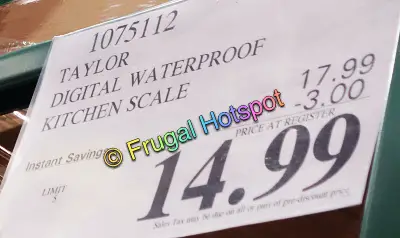 1075112
TAYLOR
DIGITAL WATERPROOF
KITCHEN SCALE
17.99
Instant Savings
-3.00
PRICE AT REGISTER
© Frugal Hotspot
LIMIT
14.99
Sales Tax may be due on all or part of pre-discount price